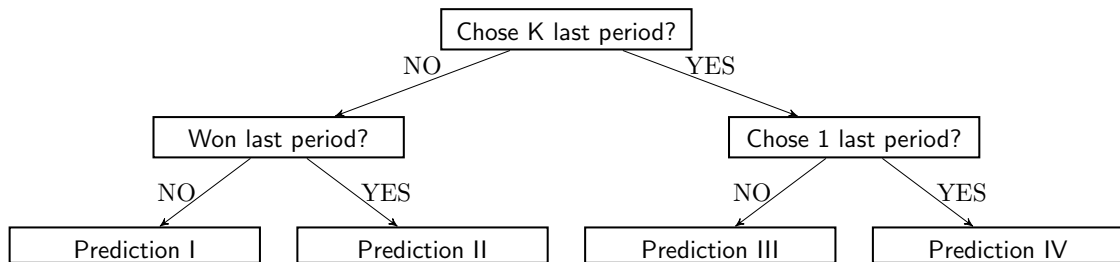 Chose K last period?
NO
YES
Won last period?
Chose 1 last period?
NO
YES
NO
YES
Prediction I
Prediction II
Prediction III
Prediction IV